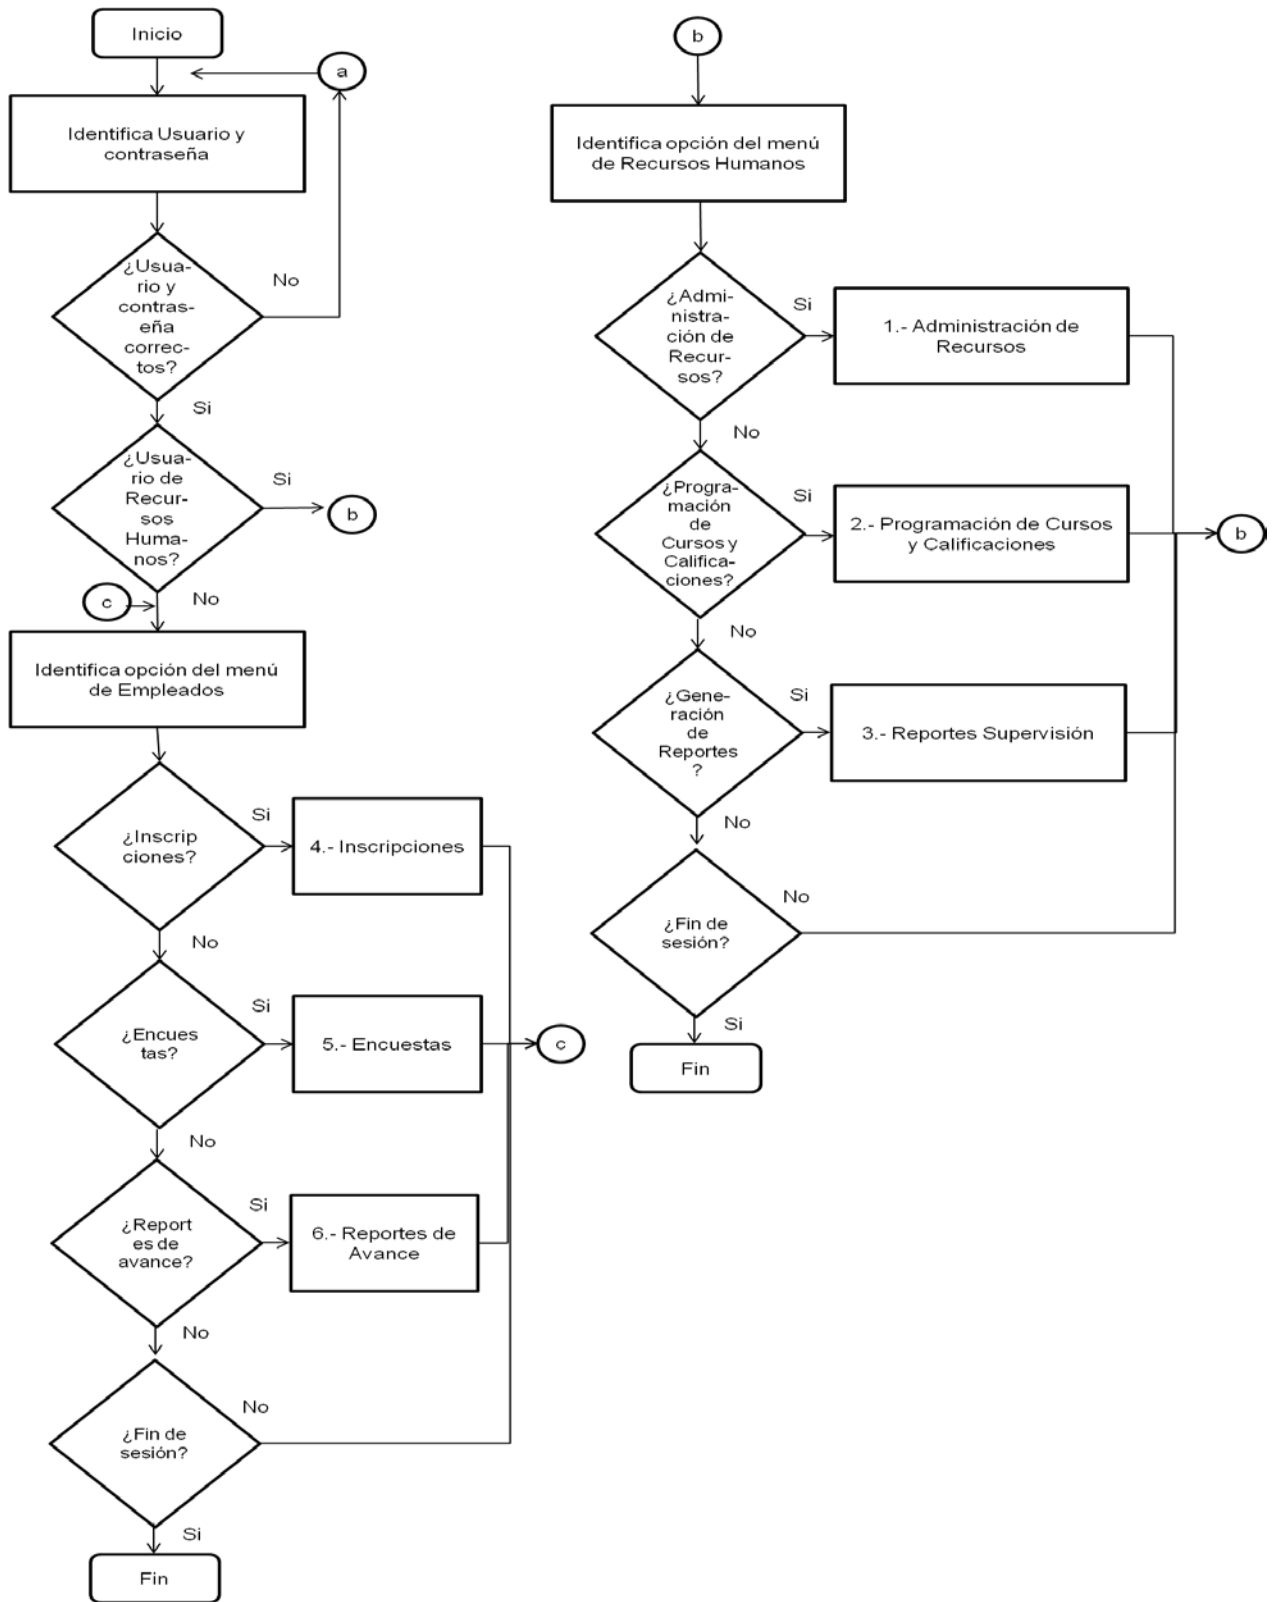 Inicio
a
Identifica Usuario y
contraseña
¿Usua-
rio y
contras-
eña
correc-
tos?
No
Si
¿Usua-
rio de
Recur-
sos
Huma-
nos?
Si
b
No
c
Identifica opción del menú
de Empleados
¿Inscrip
ciones?
Si
4.- Inscripciones
No
¿Encues
tas?
Si
5.- Encuestas
c
No
¿Report
es de
avance?
Si
6.- Reportes de
Avance
No
¿Fin de
sesión?
No
Si
Fin
b
Identifica opción del menú
de Recursos Humanos
¿Admi-
nistra-
ción de
Recur-
sos?
Si
1.- Administración de
Recursos
No
¿Progra-
mación
de
Cursos y
Califica-
ciones?
Si
2.- Programación de Cursos
y Calificaciones
b
No
¿Gene-
ración
de
Reportes
?
Si
3.- Reportes Supervisión
No
¿Fin de
sesión?
No
Si
Fin